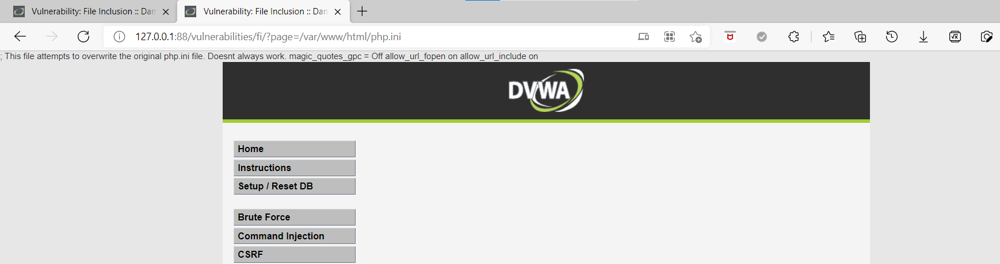 Vulnerability: File Inclusion :: Dan Vulnerability: File Inclusion :: Dan
127.0.0.1:88/vulnerabilities/fi/?page=/var/www/html/php.ini
; This file attempts to overwrite the original php.ini file. Doesnt always work. magic_quotes_gpc = Off allow_url_fopen on allow_url_include on
DVWA
Home
Instructions
Setup / Reset DB
Brute Force
Command Injection
CSRF